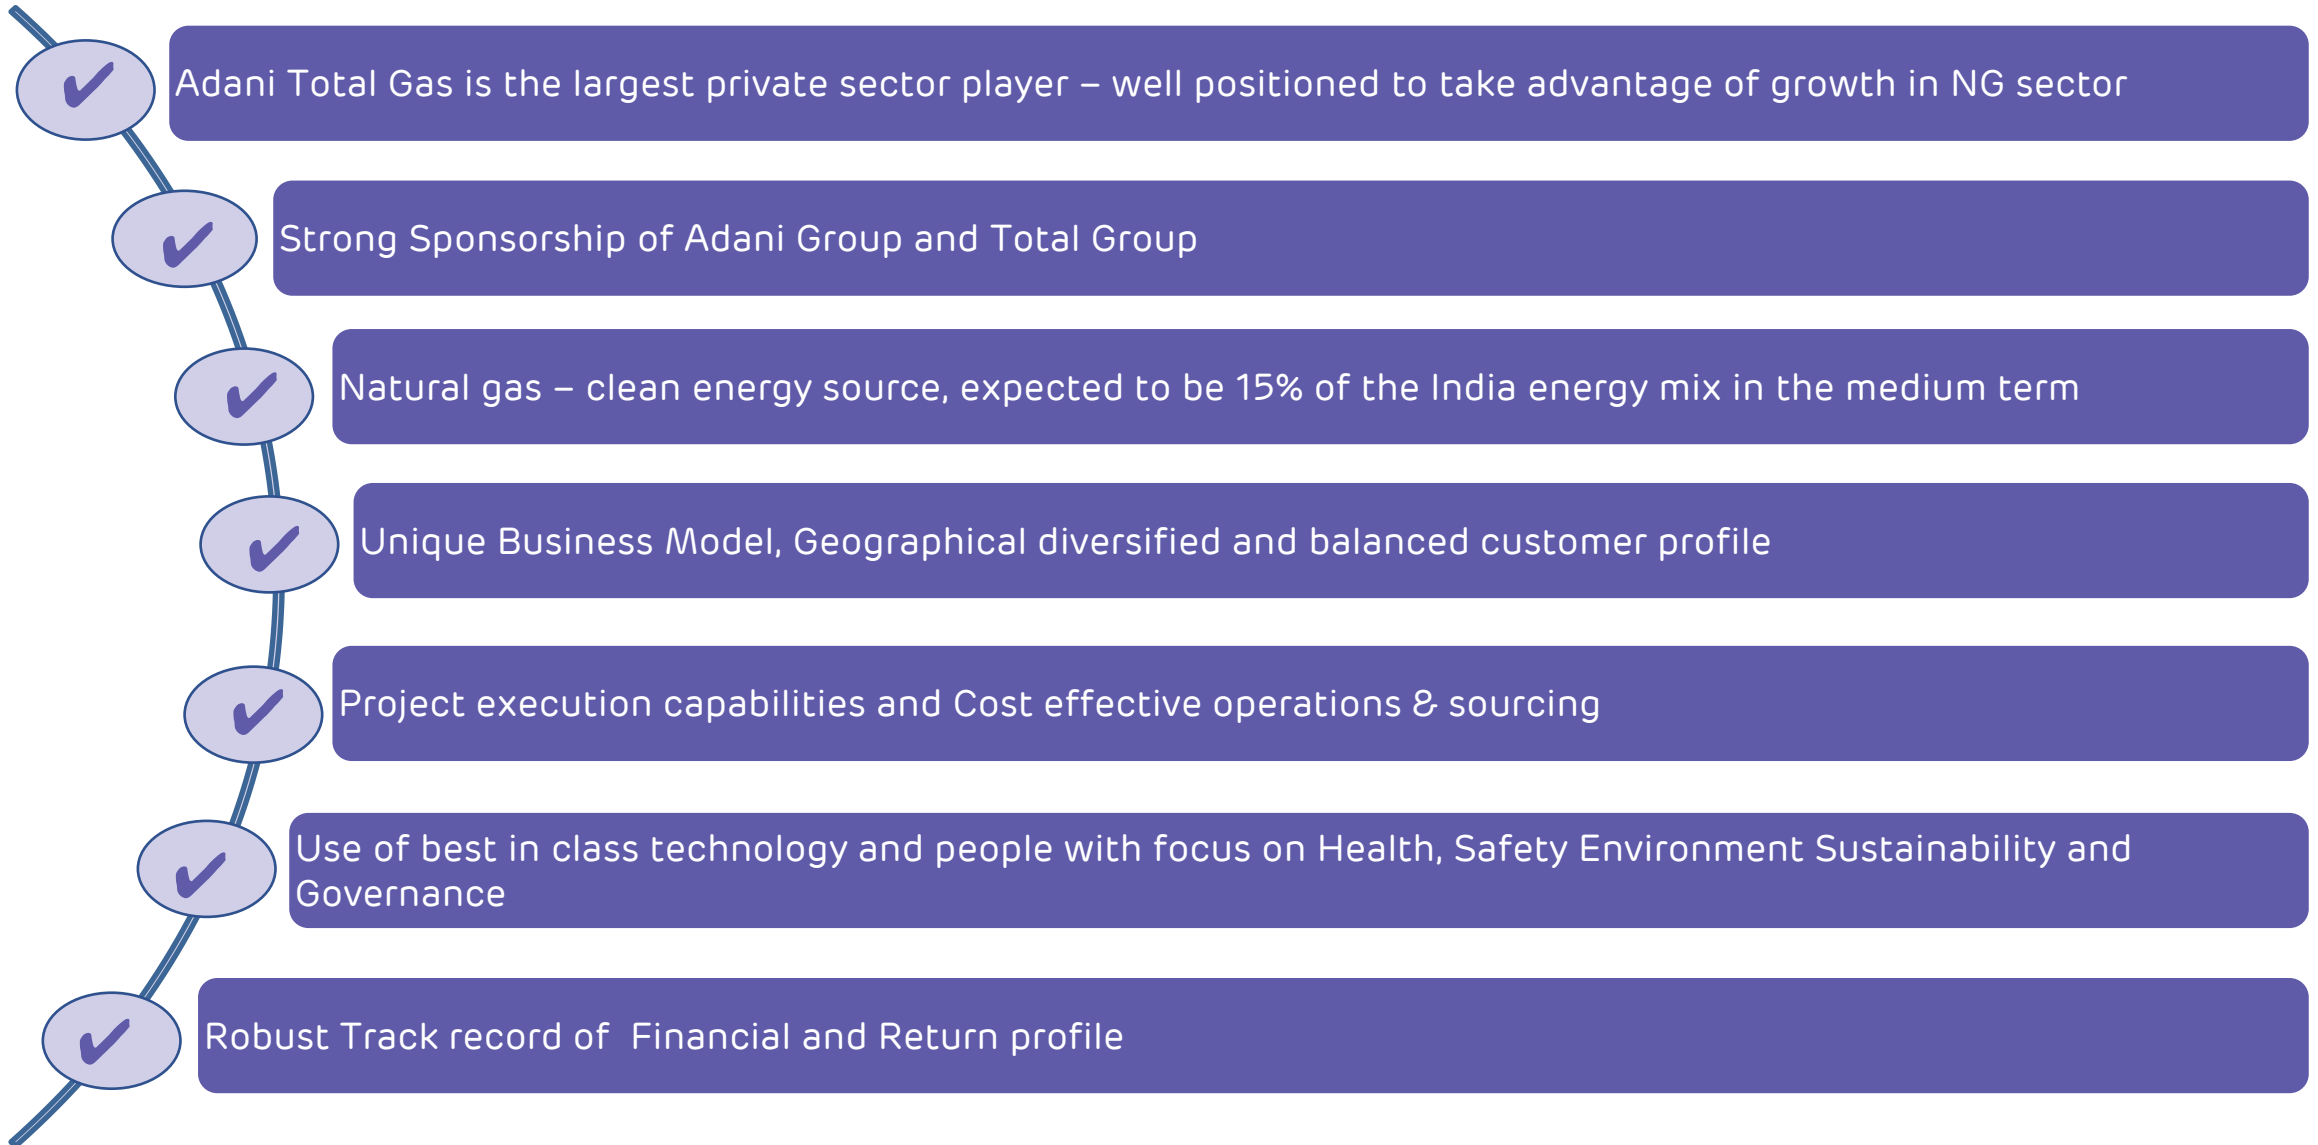 Adani Total Gas is the largest private sector player – well positioned to take advantage of growth in NG sector
Strong Sponsorship of Adani Group and Total Group
Natural gas – clean energy source, expected to be 15% of the India energy mix in the medium term
Unique Business Model, Geographical diversified and balanced customer profile
Project execution capabilities and Cost effective operations & sourcing
Use of best in class technology and people with focus on Health, Safety Environment Sustainability and
Governance
Robust Track record of  Financial and Return profile